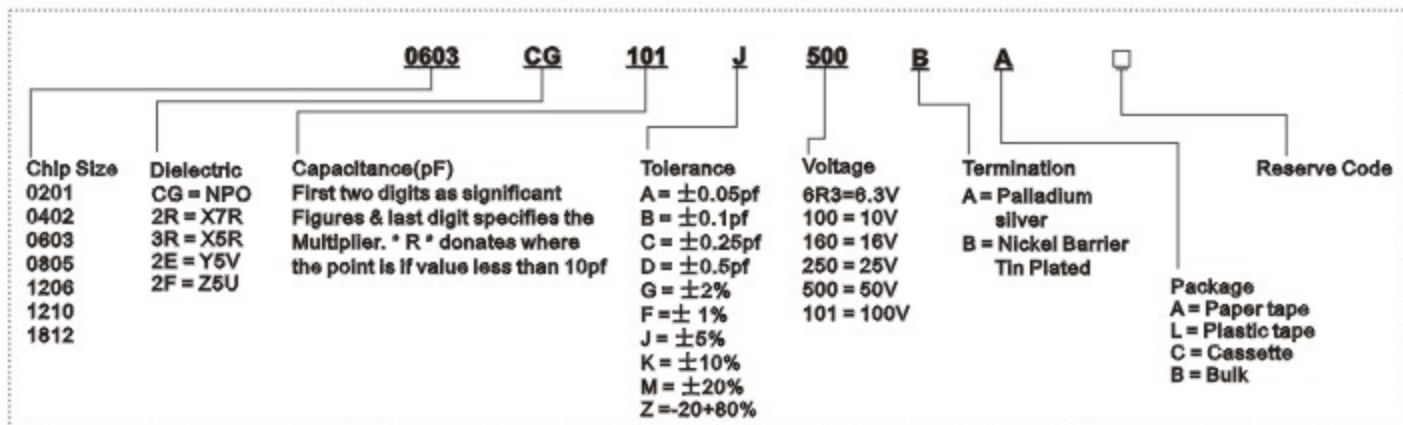 0603 CG 101 J 500 B A □
Chip Size
0201
0402
0603
0805
1206
1210
1812
Dielectric
CG = NPO
2R = X7R
3R = X5R
2E = Y5V
2F = Z5U
Capacitance(pF)
First two digits as significant
Figures & last digit specifies the
Multiplier. " R " donates where
the point is if value less than 10pf
Tolerance
A = ±0.05pf
B = ±0.1pf
C = ±0.25pf
D = ±0.5pf
G = ±2%
F = ± 1%
J = ±5%
K = ±10%
M = ±20%
Z =-20+80%
Voltage
6R3=6.3V
100 = 10V
160 = 16V
250 = 25V
500 = 50V
101 = 100V
Termination
A = Palladium
silver
B = Nickel Barrier
Tin Plated
Package
A = Paper tape
L = Plastic tape
C = Cassette
B = Bulk
Reserve Code